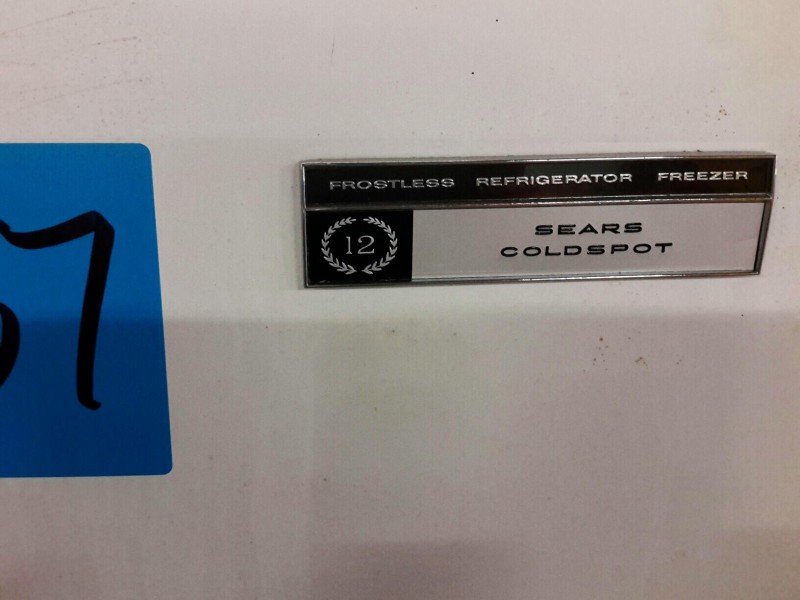 FROSTLESS REFRIGERATOR FREEZER
12
SEARS
COLDSPOT